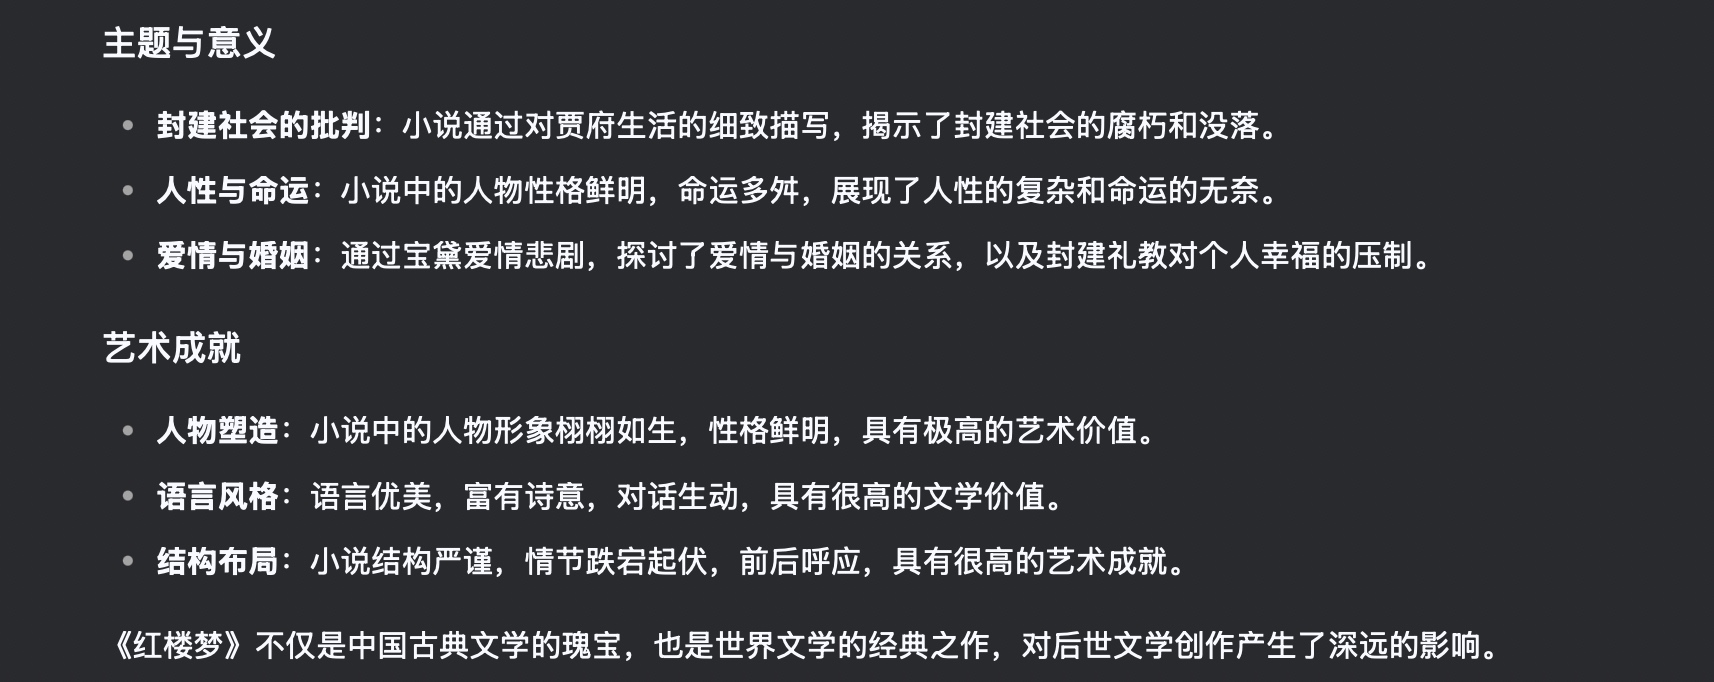 主题与意义
封建社会的批判：小说通过对贾府生活的细致描写，揭示了封建社会的腐朽和没落。
人性与命运：小说中的人物性格鲜明，命运多舛，展现了人性的复杂和命运的无奈。
爱情与婚姻：通过宝黛爱情悲剧，探讨了爱情与婚姻的关系，以及封建礼教对个人幸福的压制。
艺术成就
人物塑造：小说中的人物形象栩栩如生，性格鲜明，具有极高的艺术价值。
语言风格：语言优美，富有诗意，对话生动，具有很高的文学价值。
结构布局：小说结构严谨，情节跌宕起伏，前后呼应，具有很高的艺术成就。
《红楼梦》不仅是中国古典文学的瑰宝，也是世界文学的经典之作，对后世文学创作产生了深远的影响。